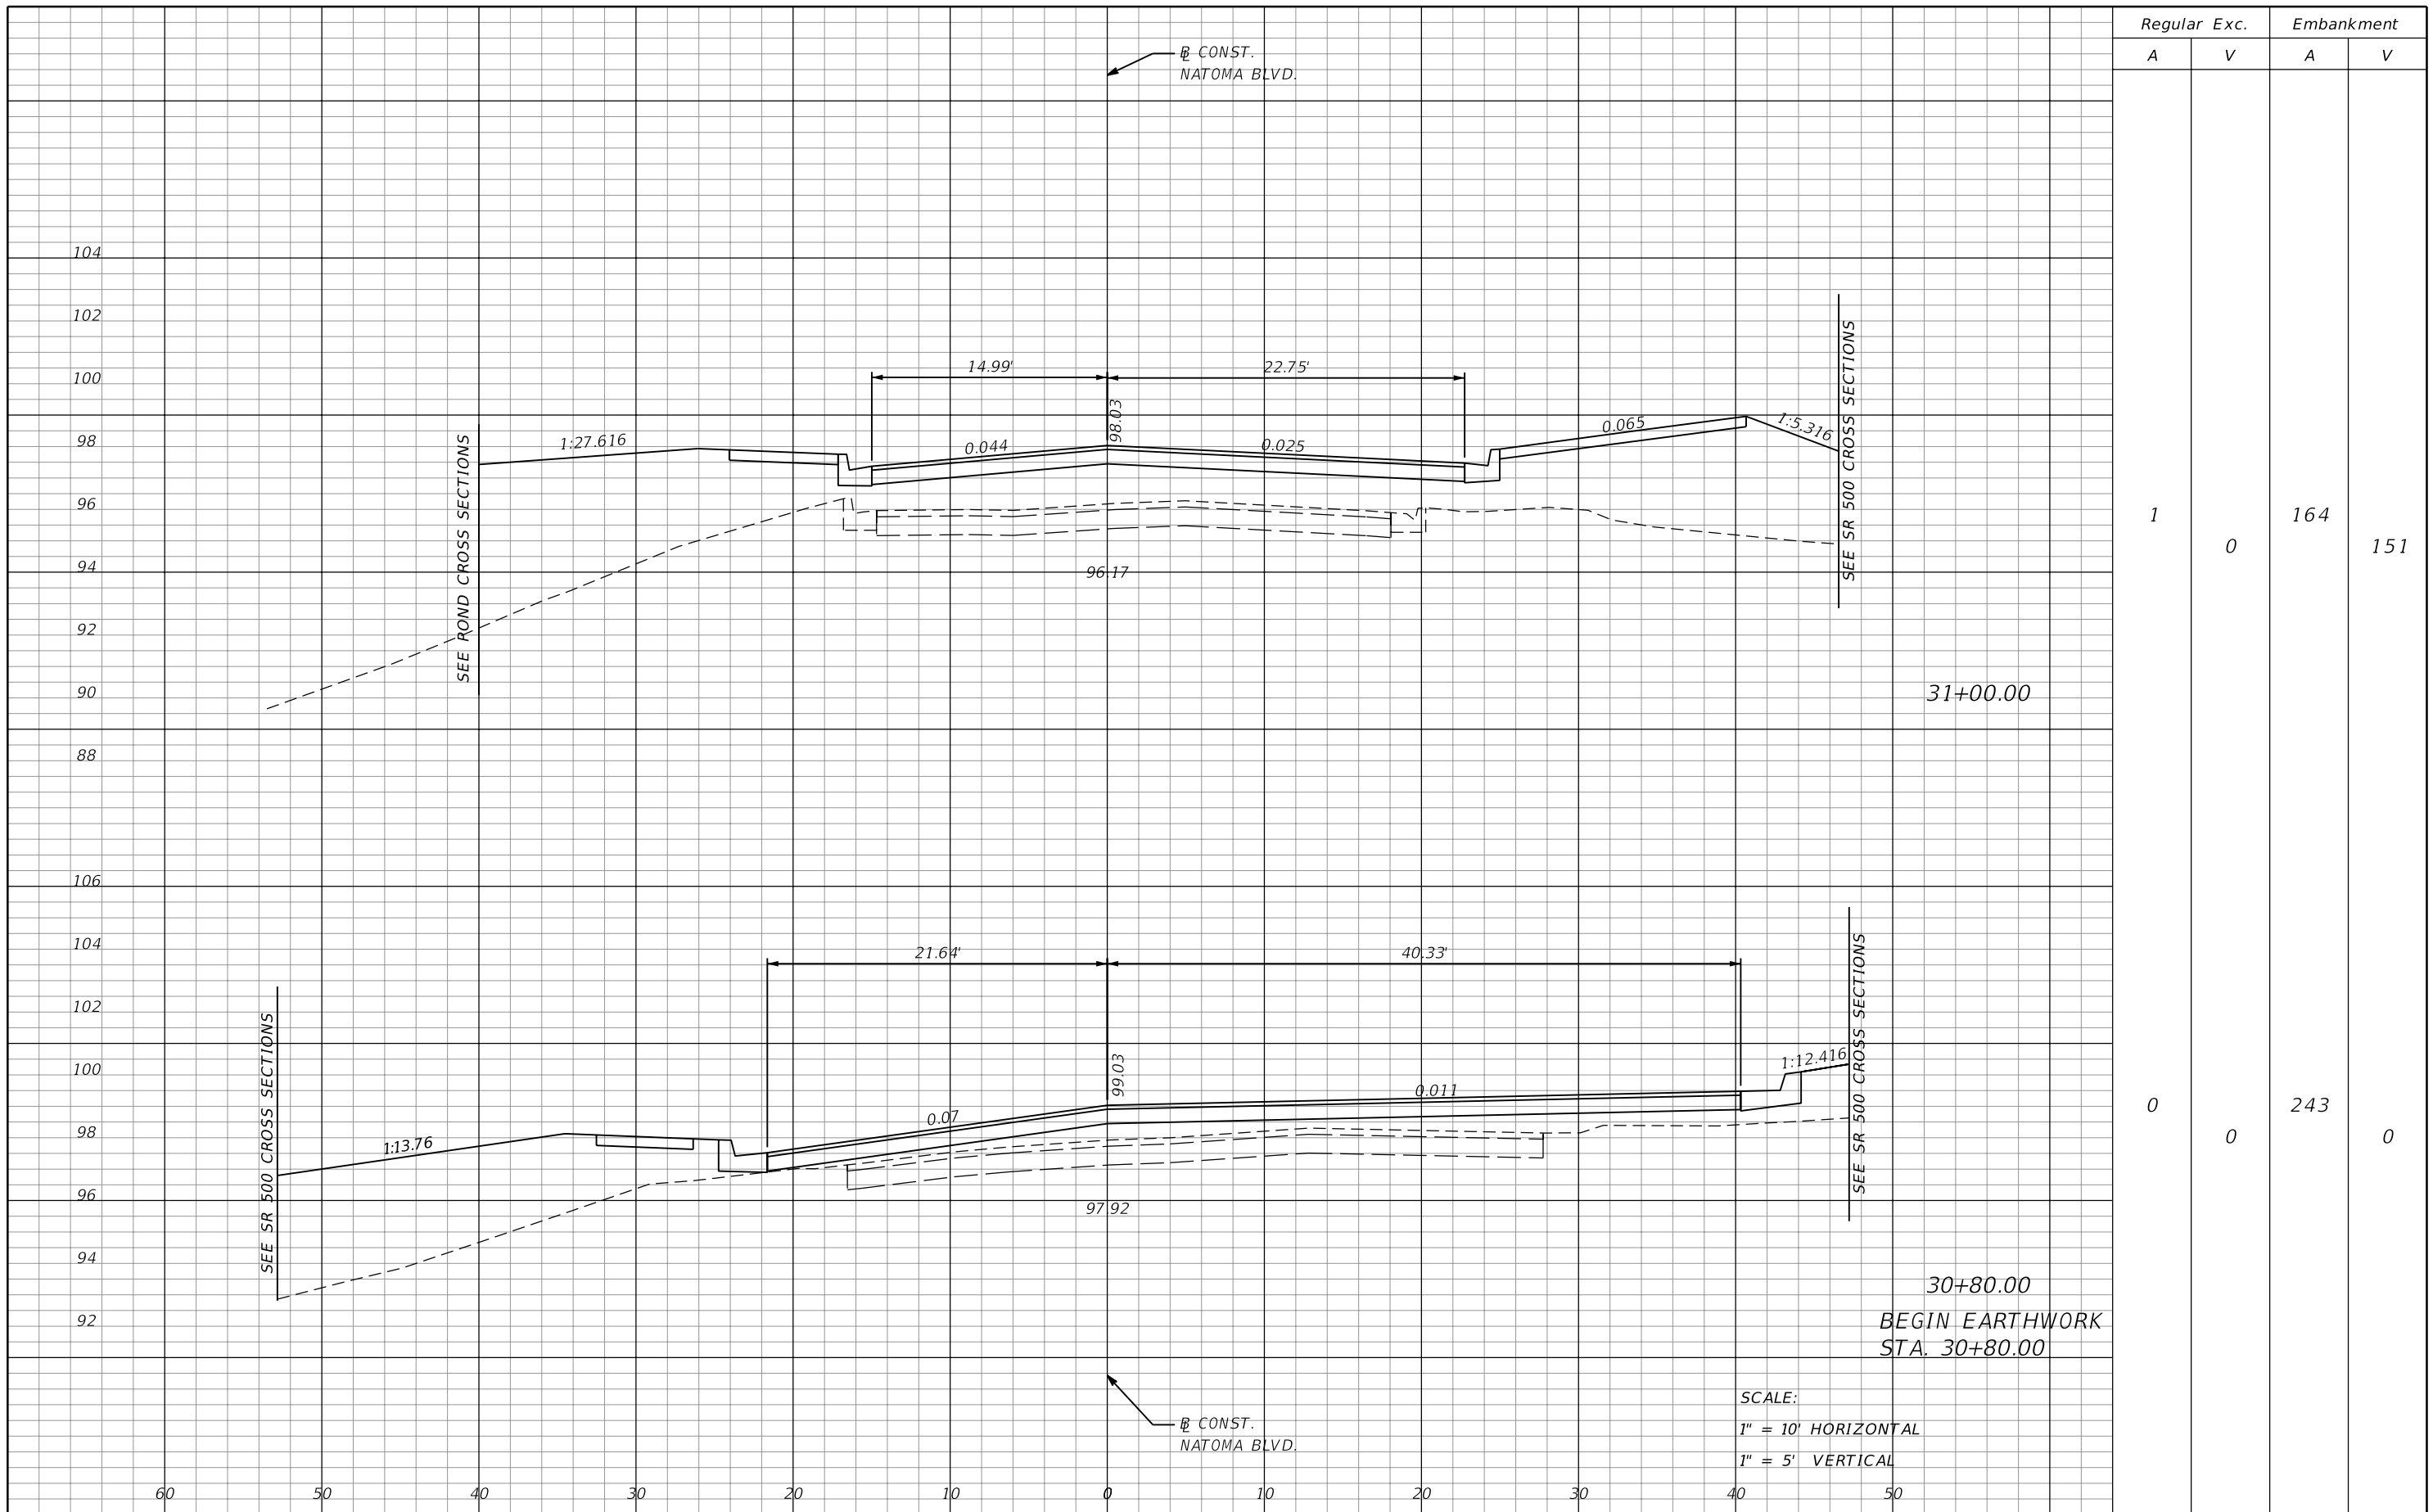 Regular Exc.
Embankment
A
V
A
V
℄ CONST.
NATOMA BLVD.
104
102
100
98
96
94
92
90
88
14.99'
22.75'
98.03
1:27.616
0.044
0.025
0.065
1:5.316
SEE POND CROSS SECTIONS
SEE SR 500 CROSS SECTIONS
96.17
1
164
0
151
31+00.00
106
104
102
100
98
96
94
92
21.64'
40.33'
99.03
1:13.76
0.07
0.011
1:12.416
SEE SR 500 CROSS SECTIONS
SEE SR 500 CROSS SECTIONS
97.92
0
243
0
0
30+80.00
BEGIN EARTHWORK
STA. 30+80.00
℄ CONST.
NATOMA BLVD.
SCALE:
1" = 10' HORIZONTAL
1" = 5' VERTICAL
60
50
40
30
20
10
0
10
20
30
40
50